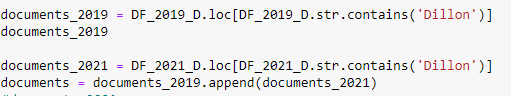 documents_2019 = DF_2019_D.loc[DF_2019_D.str.contains('Dillon')]
documents_2019
documents_2021 = DF_2021_D.loc[DF_2021_D.str.contains('Dillon')]
documents = documents_2019.append(documents_2021)